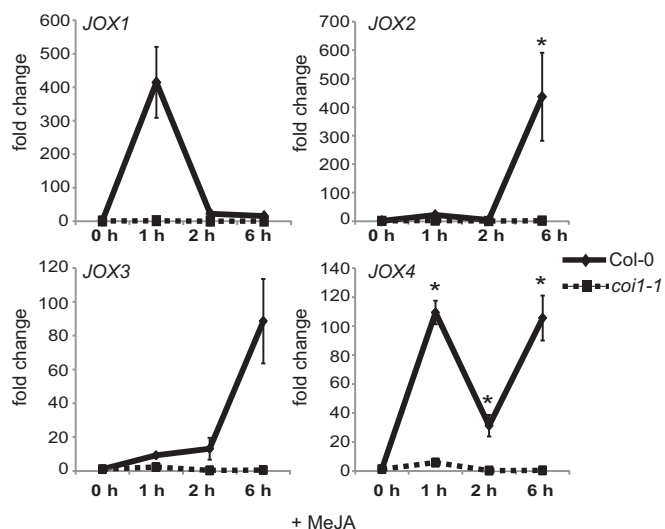 JOX1
fold change
600
500
400
300
200
100
0
0 h 1 h 2 h 6 h
JOX2
fold change
700
600
500
400
300
200
100
0
*
0 h 1 h 2 h 6 h
JOX3
fold change
120
100
80
60
40
20
0
0 h 1 h 2 h 6 h
JOX4
fold change
140
120
100
80
60
40
20
0
* * *
0 h 1 h 2 h 6 h
Col-0
coi1-1
+ MeJA